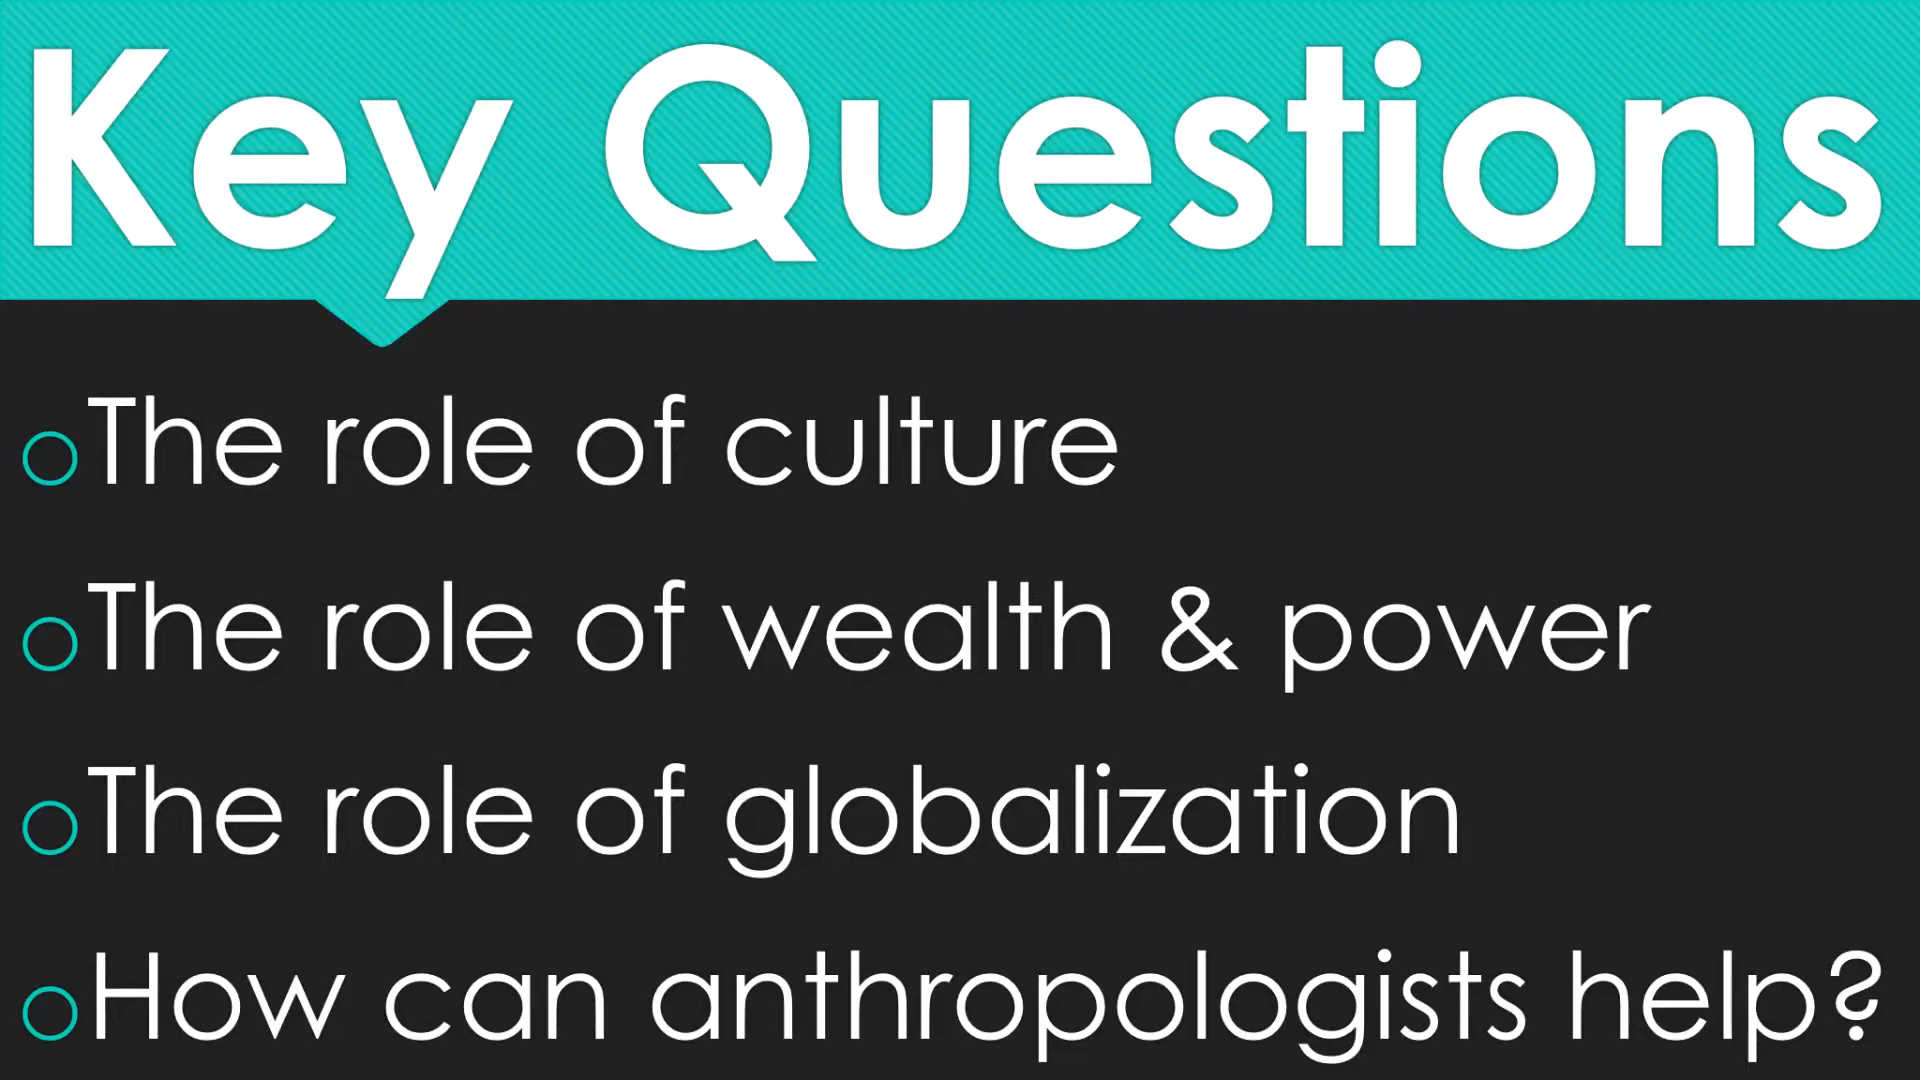 Key Questions
The role of culture
The role of wealth & power
The role of globalization
How can anthropologists help?